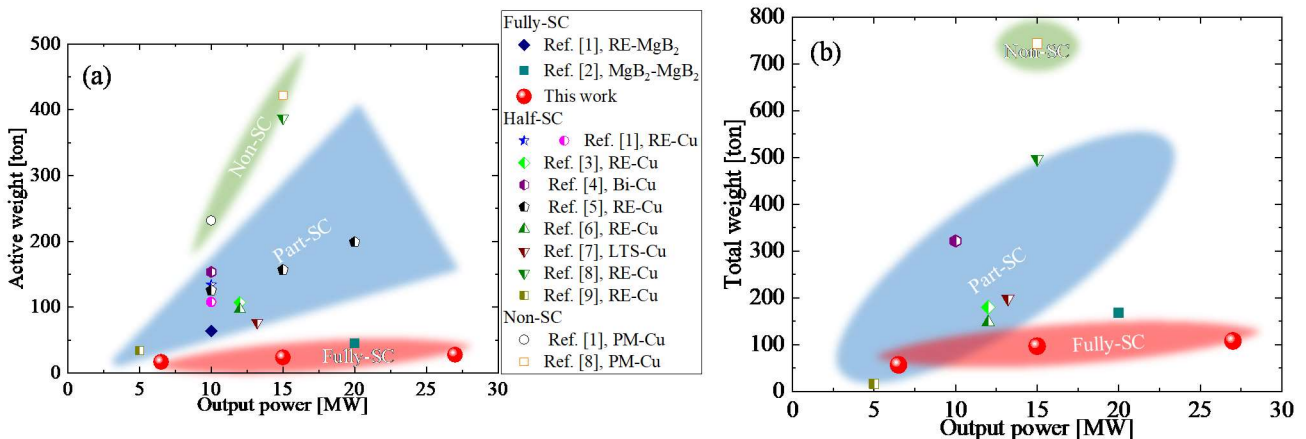 (a)
Active weight [ton]
500
400
300
200
100
0
Non-SC
Part-SC
Fully-SC
0 5 10 15 20 25 30
Output power [MW]
Fully-SC
Ref. [1], RE-MgB₂
Ref. [2], MgB₂-MgB₂
This work
Half-SC
Ref. [1], RE-Cu
Ref. [3], RE-Cu
Ref. [4], Bi-Cu
Ref. [5], RE-Cu
Ref. [6], RE-Cu
Ref. [7], LTS-Cu
Ref. [8], RE-Cu
Ref. [9], RE-Cu
Non-SC
Ref. [1], PM-Cu
Ref. [8], PM-Cu
(b)
Total weight [ton]
800
700
600
500
400
300
200
100
0
Non-SC
Part-SC
Fully-SC
0 5 10 15 20 25 30
Output power [MW]